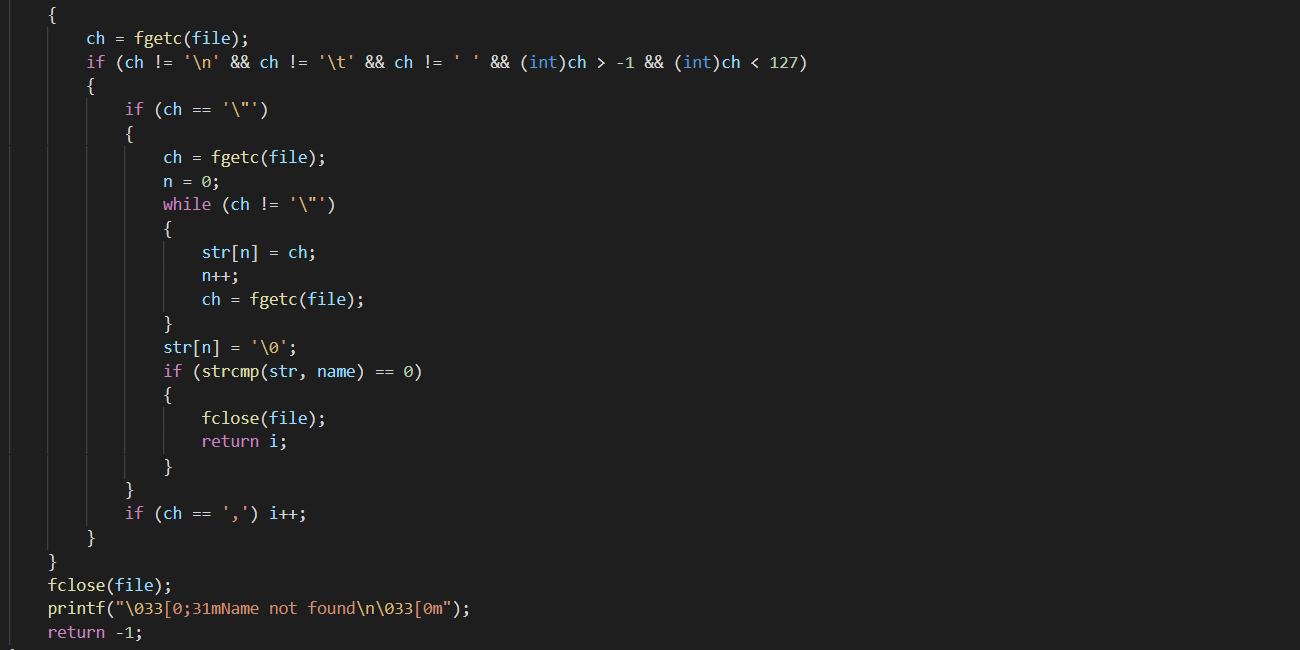 {
ch = fgetc(file);
if (ch != '\n' && ch != '\t' && ch != ' ' && (int)ch > -1 && (int)ch < 127)
{
if (ch == '\"')
{
ch = fgetc(file);
n = 0;
while (ch != '\"')
{
str[n] = ch;
n++;
ch = fgetc(file);
}
str[n] = '\0';
if (strcmp(str, name) == 0)
{
fclose(file);
return i;
}
}
if (ch == ',') i++;
}
}
fclose(file);
printf("\033[0;31mName not found\n\033[0m");
return -1;